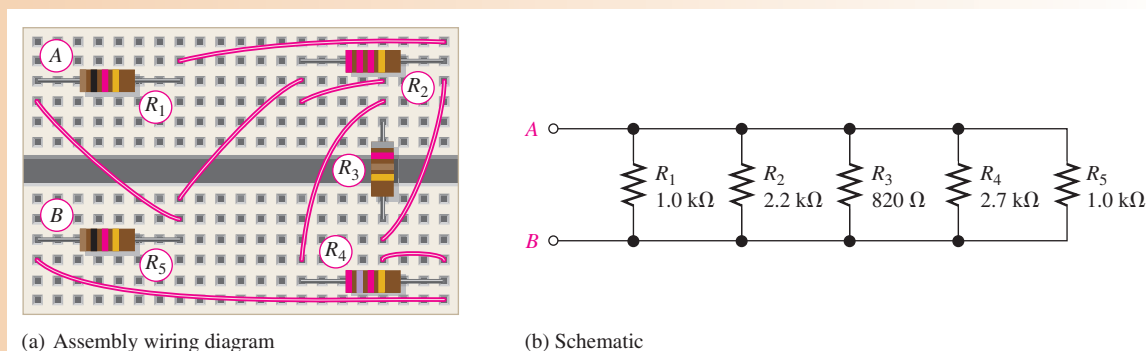 A
R1
R2
R3
B
R5
R4
(a) Assembly wiring diagram
A
B
R1
1.0 kΩ
R2
2.2 kΩ
R3
820 Ω
R4
2.7 kΩ
R5
1.0 kΩ
(b) Schematic